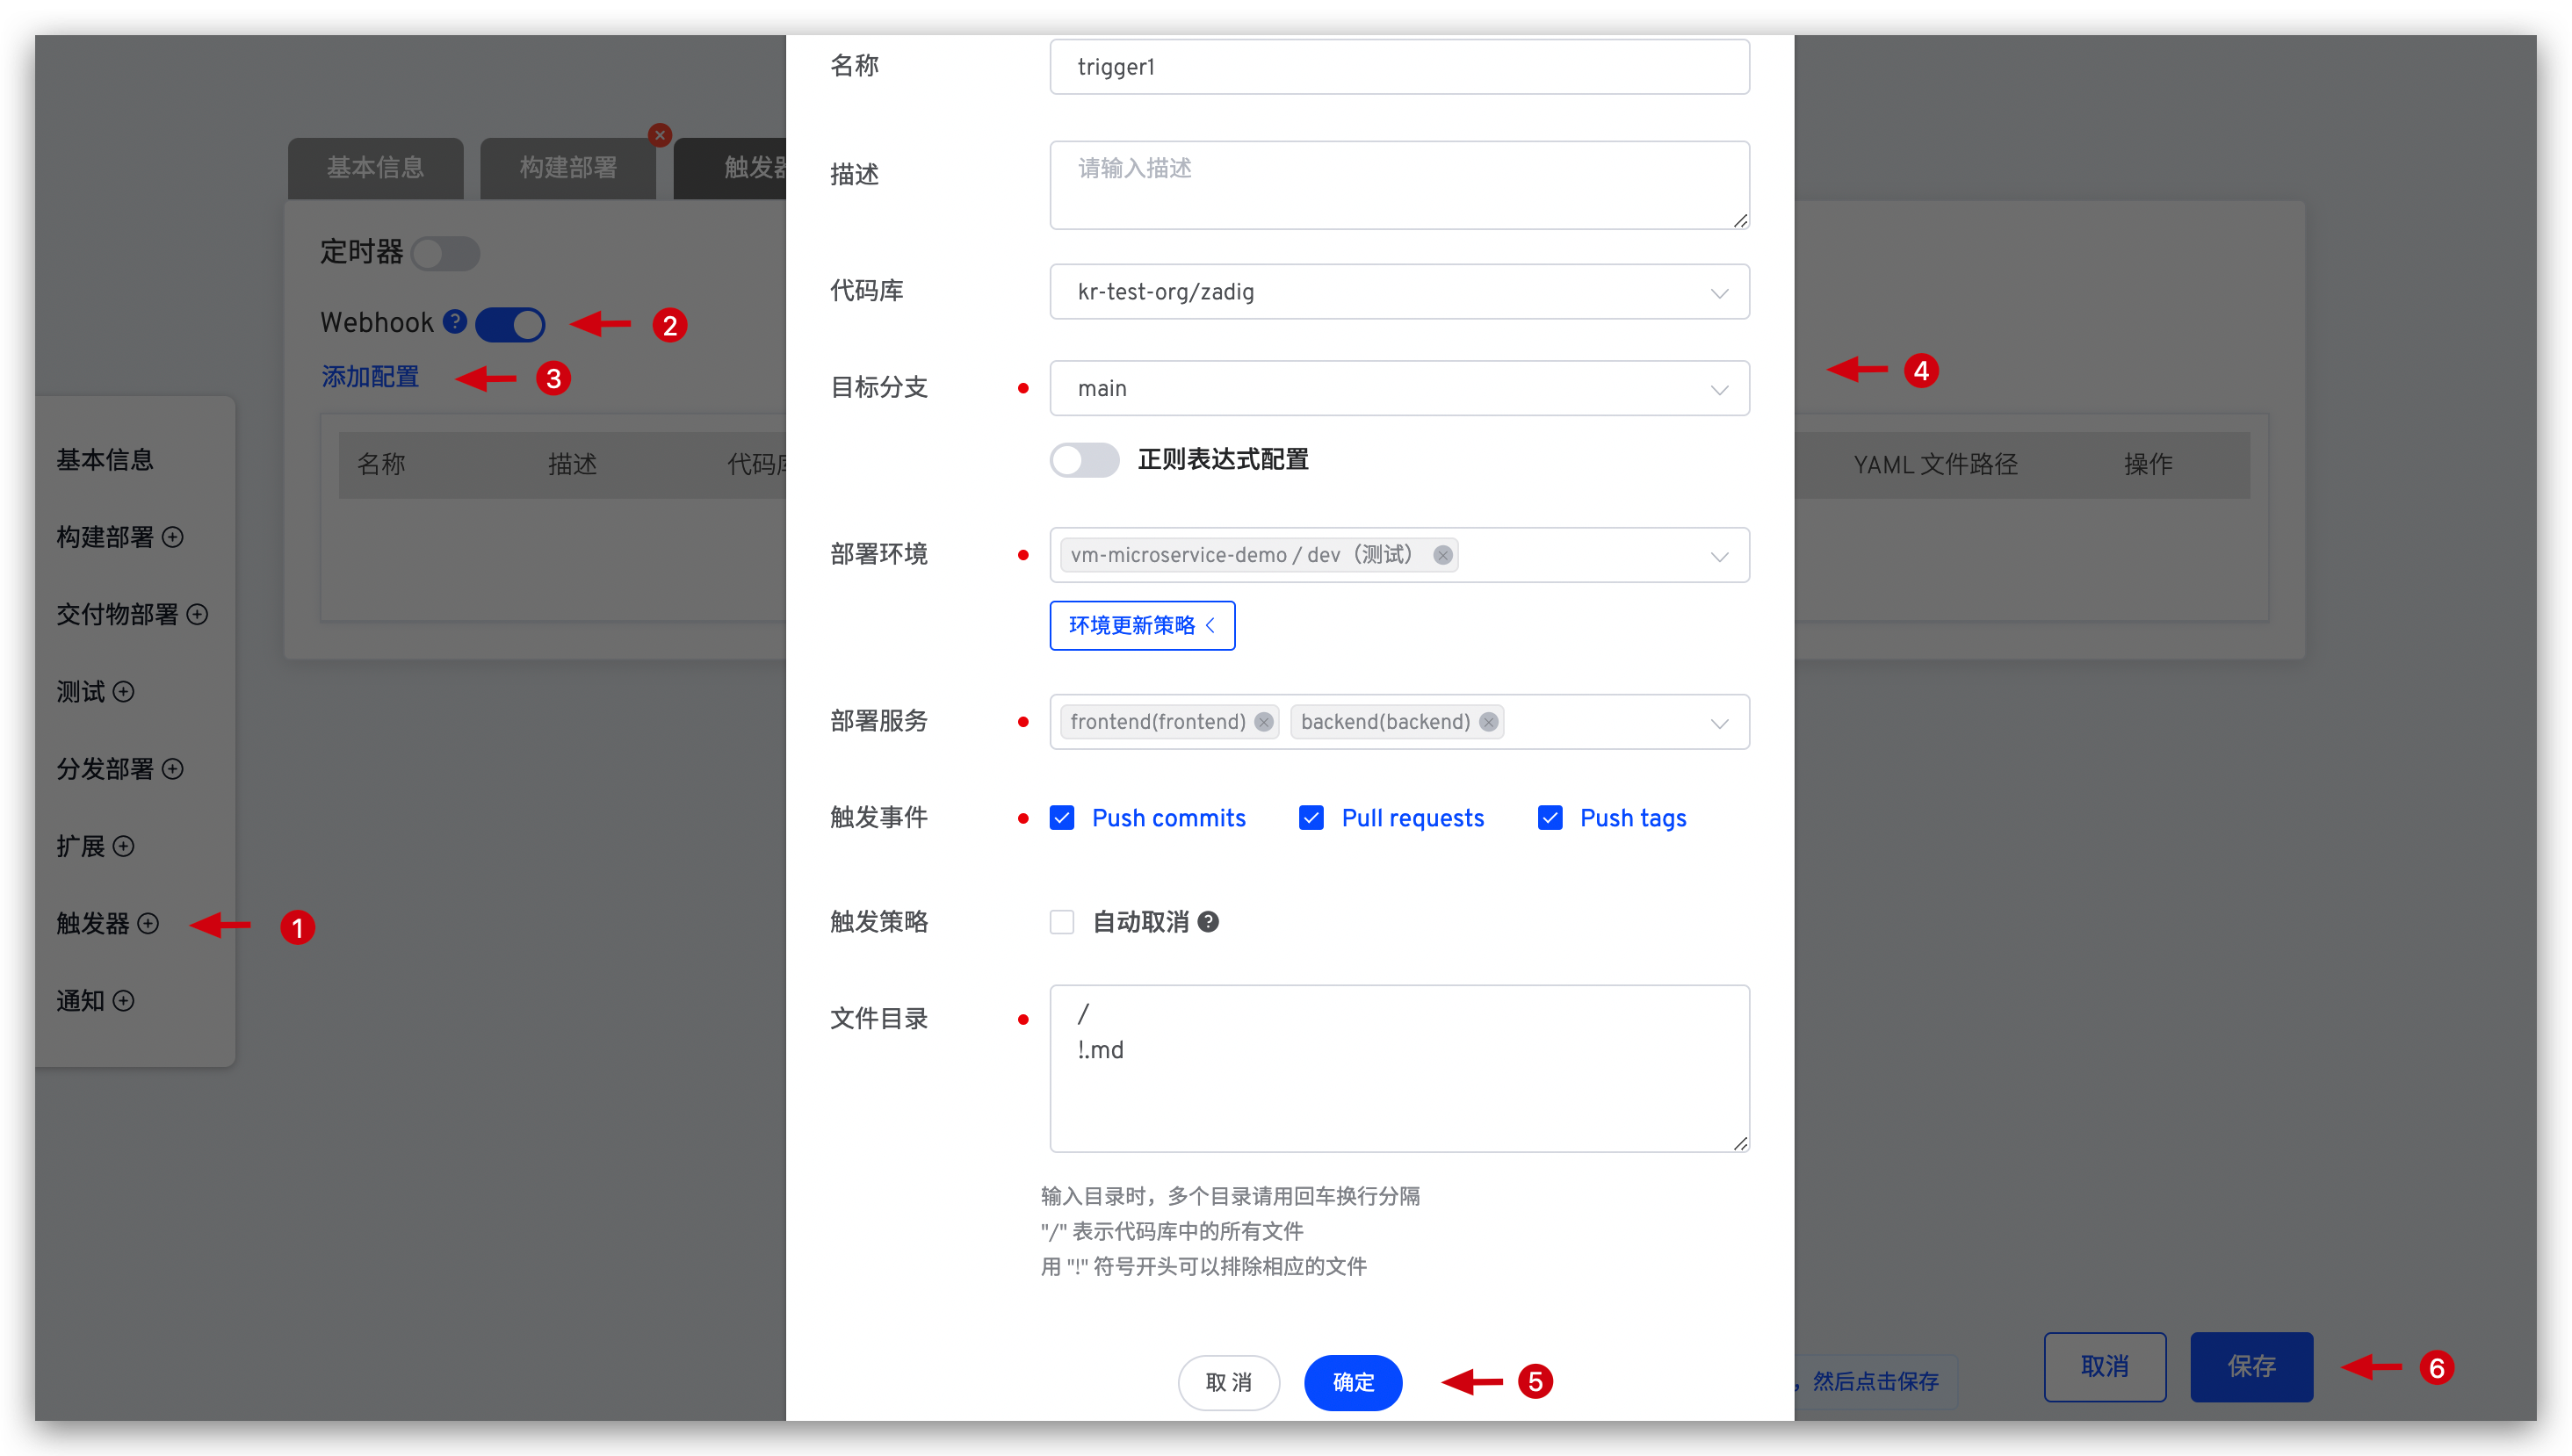 基本信息
构建部署
触发器
定时器
Webhook ?
2
添加配置
3
名称 描述 代码库
YAML 文件路径 操作
基本信息
构建部署
交付物部署
测试
分发部署
扩展
触发器
1
通知
名称 trigger1
描述 请输入描述
代码库 kr-test-org/zadig
目标分支 main
4
正则表达式配置
部署环境 vm-microservice-demo / dev（测试）
环境更新策略 <
部署服务 frontend(frontend) backend(backend)
触发事件 Push commits Pull requests Push tags
触发策略 自动取消 ?
文件目录 /
!.md
输入目录时，多个目录请用回车换行分隔
"/" 表示代码库中的所有文件
用 "!" 符号开头可以排除相应的文件
取消 确定
5
，然后点击保存
取消 保存
6